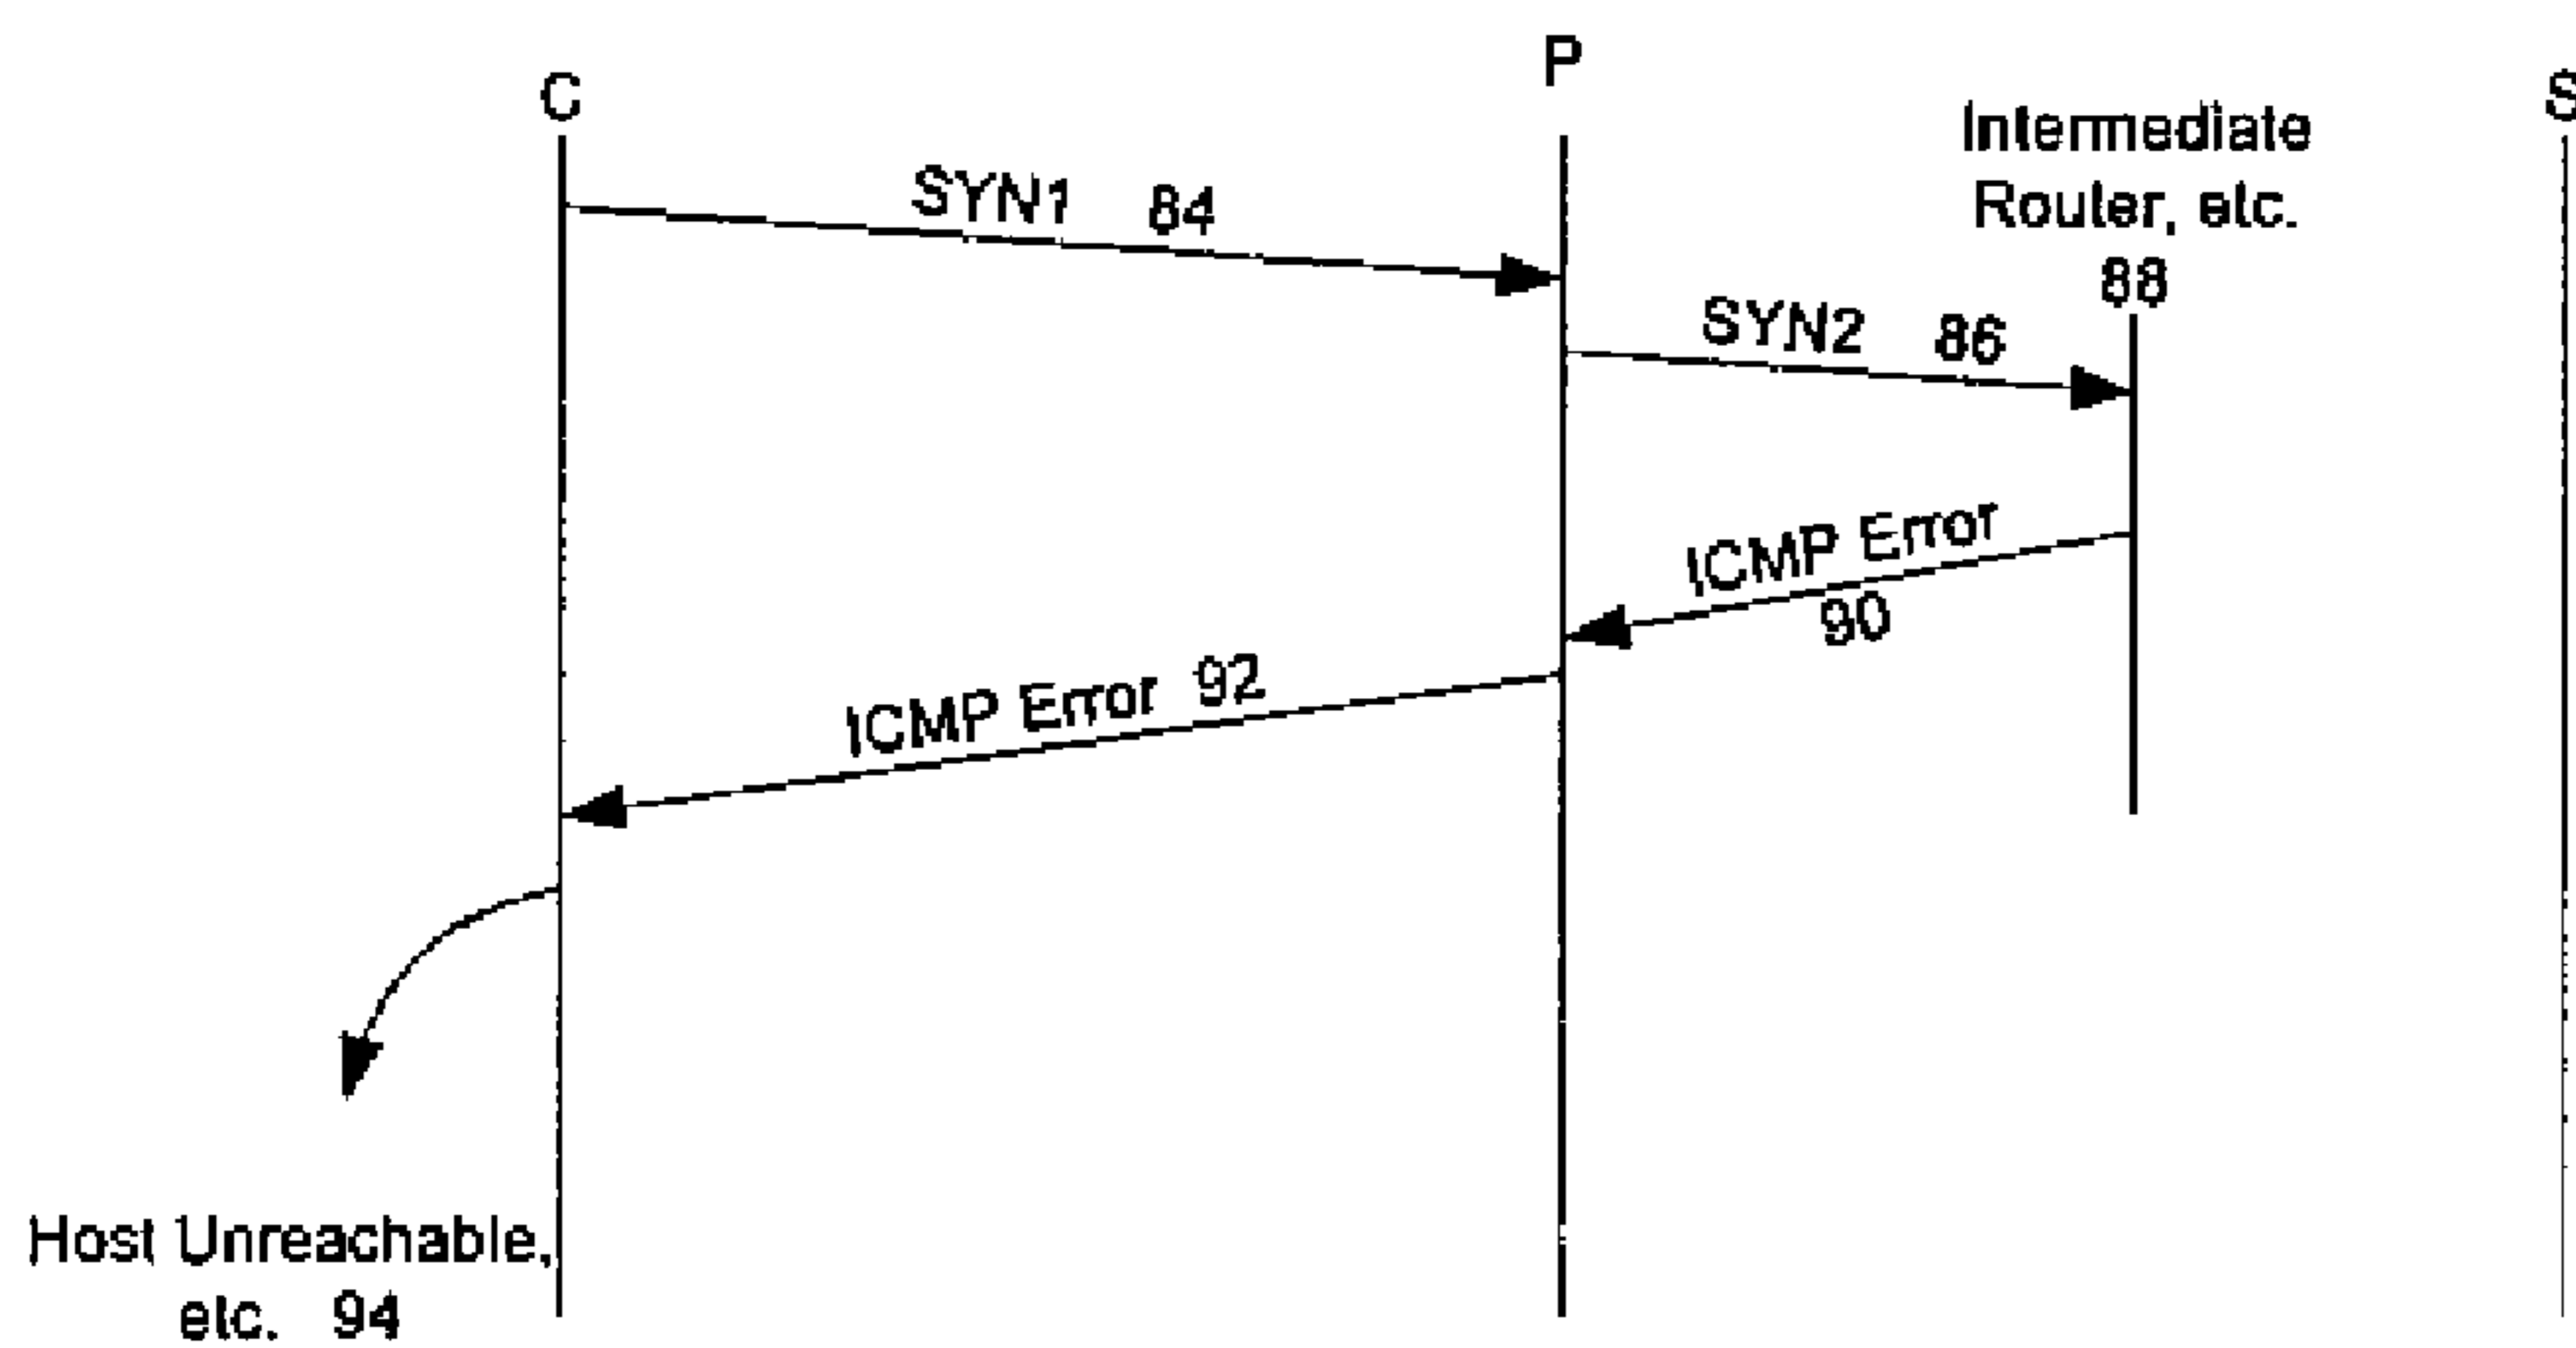 C
P
S
Intermediate
Router, etc.
88
SYN1 84
SYN2 86
ICMP Error
90
ICMP Error 92
Host Unreachable,
etc. 94